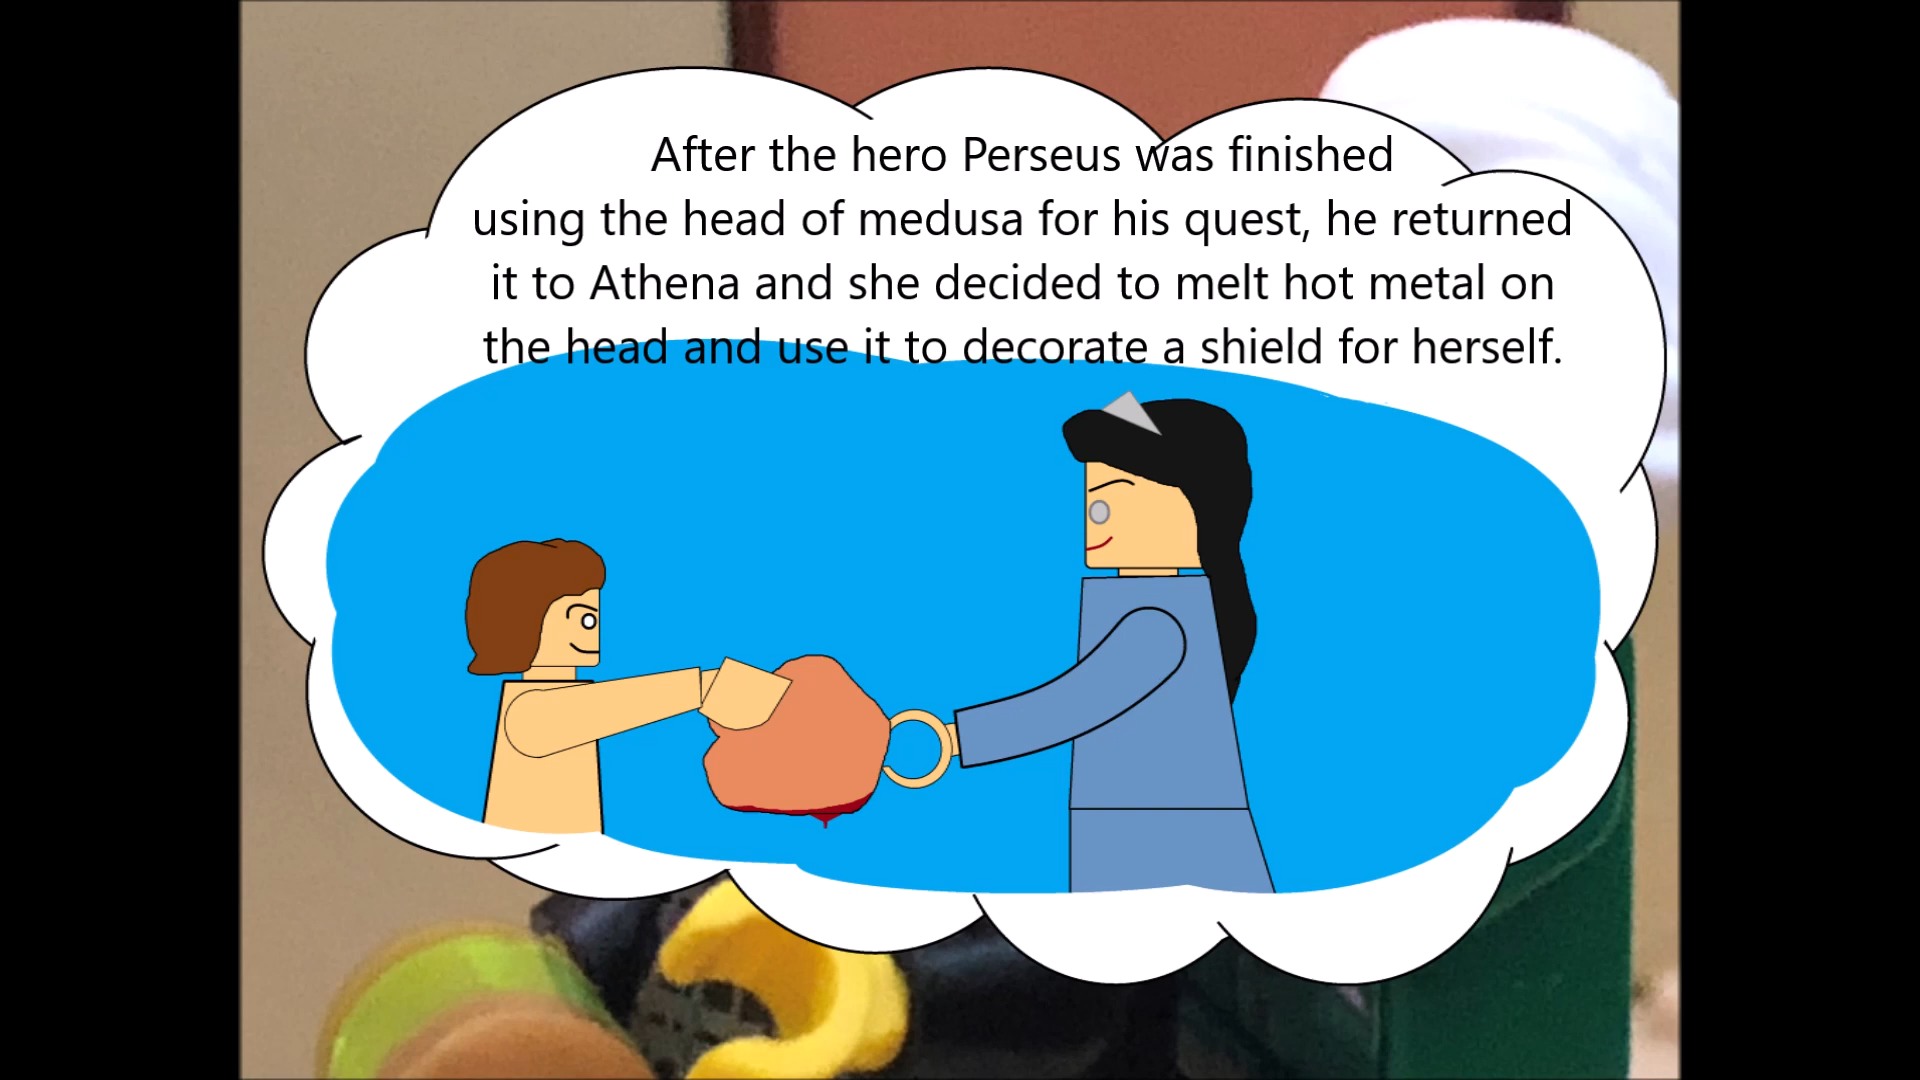 After the hero Perseus was finished
using the head of medusa for his quest, he returned
it to Athena and she decided to melt hot metal on
the head and use it to decorate a shield for herself.